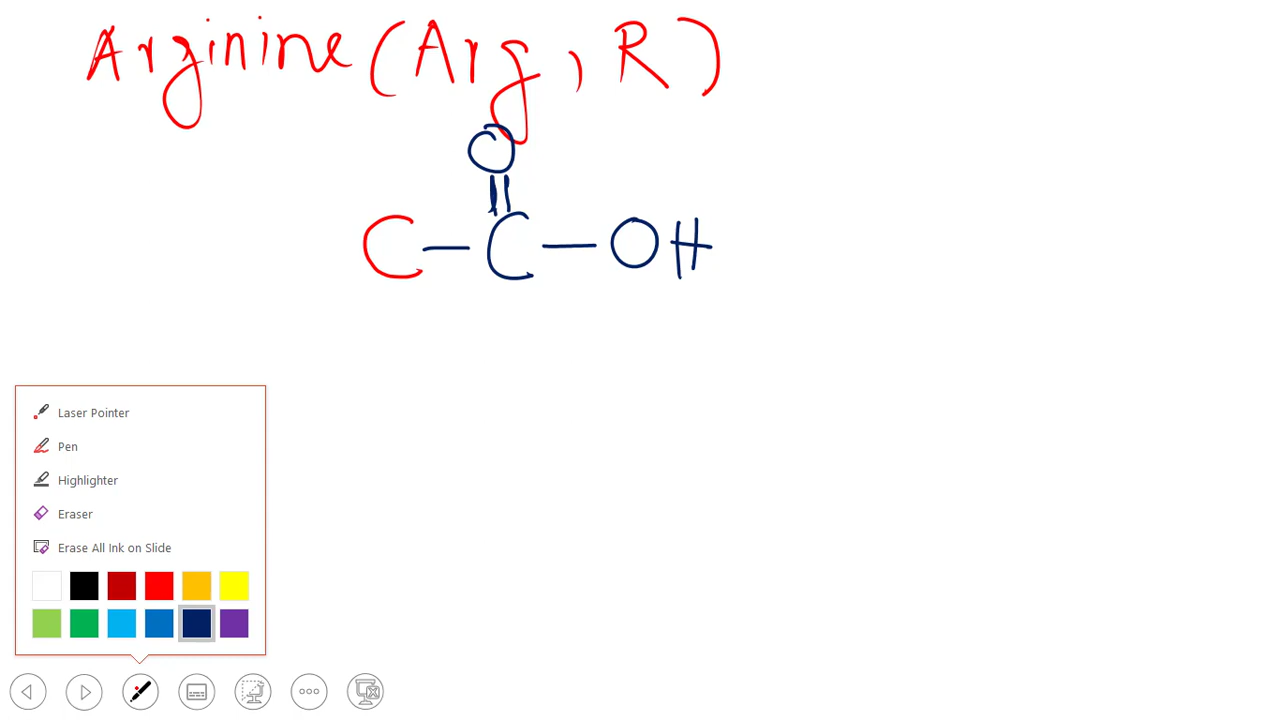 Arginine (Arg, R)
O
C — C — OH
Laser Pointer
Pen
Highlighter
Eraser
Erase All Ink on Slide